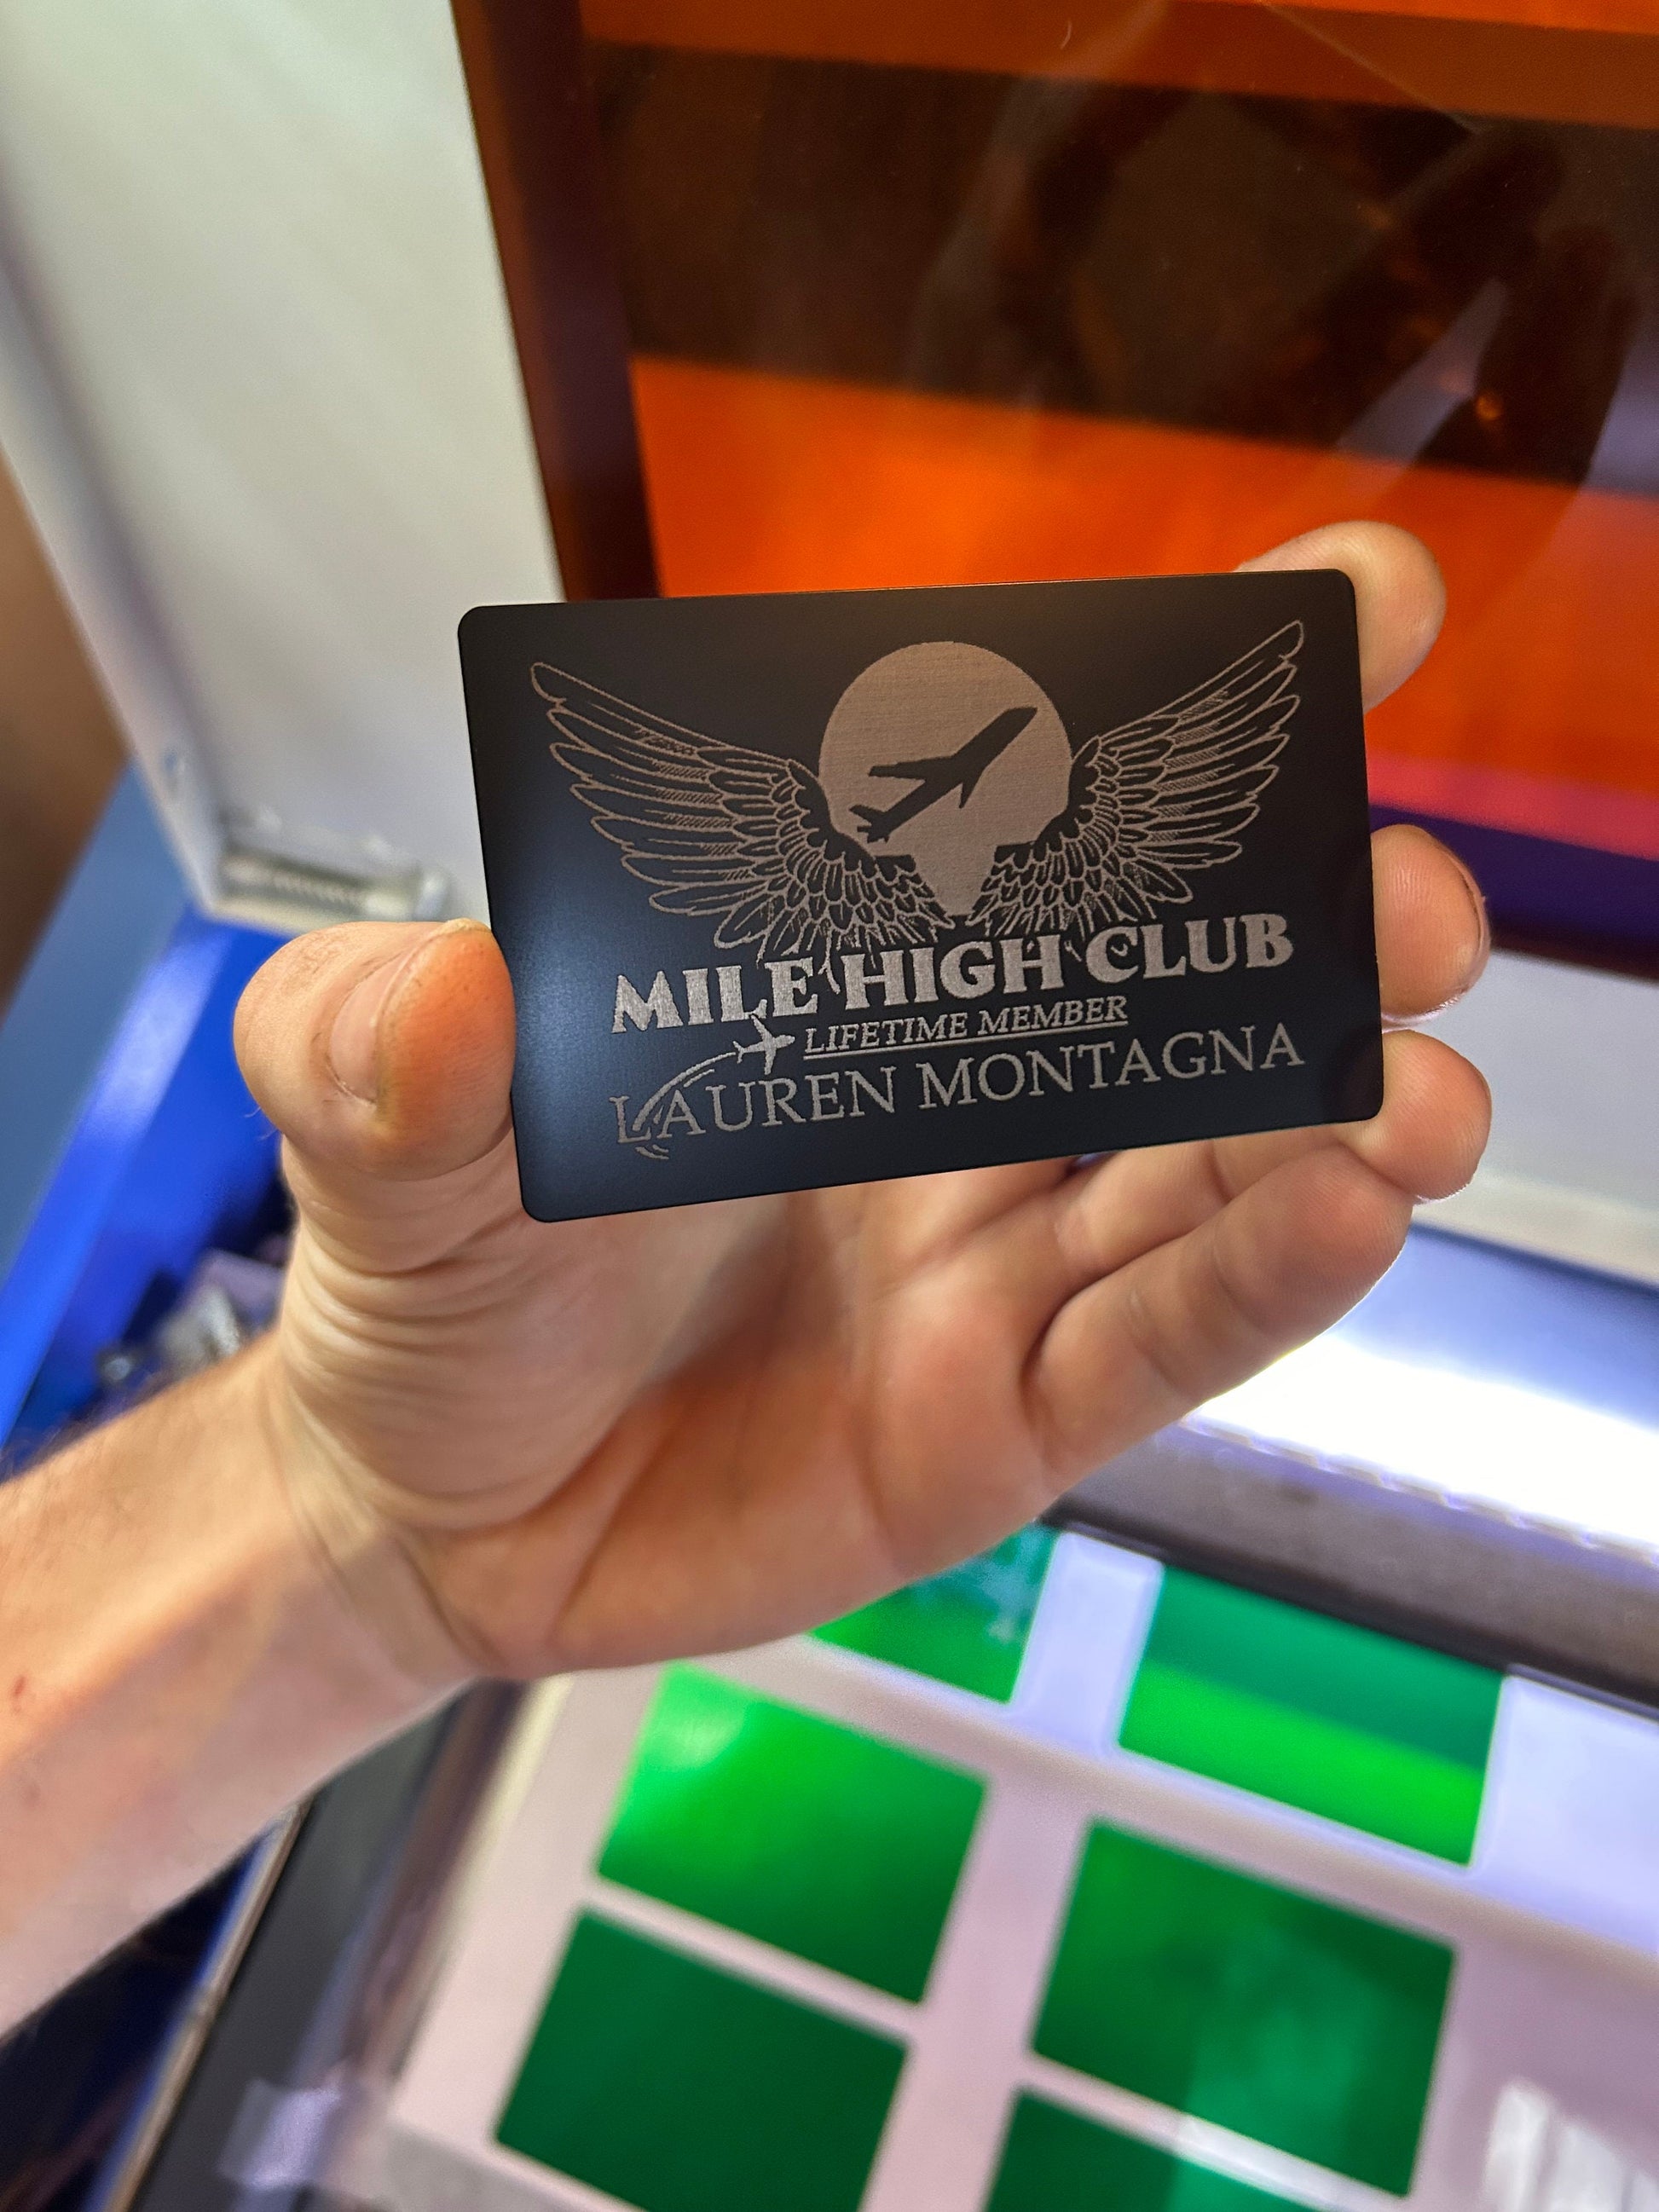 MILE HIGH CLUB
LIFETIME MEMBER
LAUREN MONTAGNA